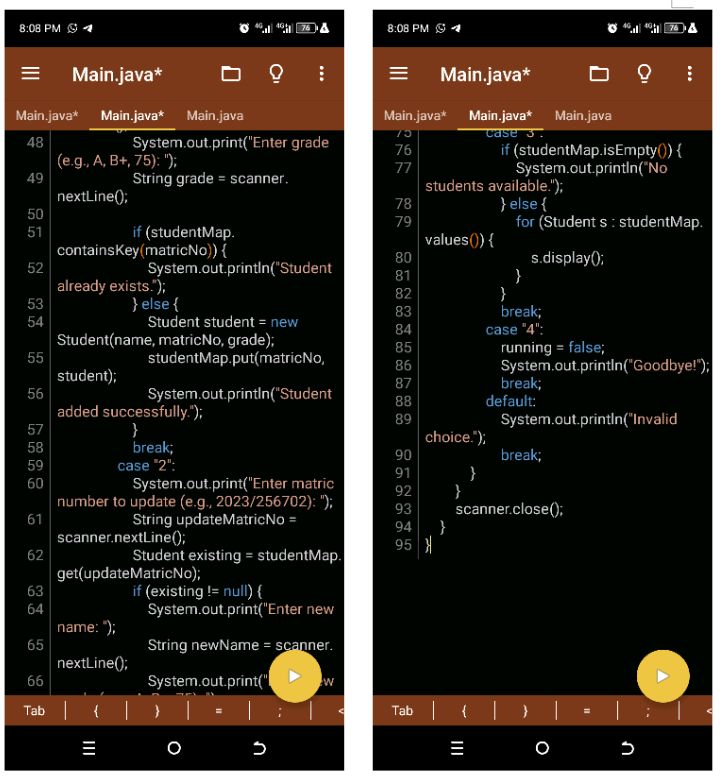 8:08 PM 4G 4G 76
Main.java*
Main.java* Main.java* Main.java
48 System.out.print("Enter grade
(e.g., A, B+, 75): ");
49 String grade = scanner.
nextLine();
50
51 if (studentMap.
containsKey(matricNo)) {
52 System.out.println("Student
already exists.");
53 } else {
54 Student student = new
Student(name, matricNo, grade);
55 studentMap.put(matricNo,
student);
56 System.out.println("Student
added successfully.");
57 }
58 break;
59 case "2":
60 System.out.print("Enter matric
number to update (e.g., 2023/256702): ");
61 String updateMatricNo =
scanner.nextLine();
62 Student existing = studentMap.
get(updateMatricNo);
63 if (existing != null) {
64 System.out.print("Enter new
name: ");
65 String newName = scanner.
nextLine();
66 System.out.print("
Tab { } = ; <
8:08 PM 4G 4G 76
Main.java*
Main.java* Main.java* Main.java
75 case "3":
76 if (studentMap.isEmpty()) {
77 System.out.println("No
students available.");
78 } else {
79 for (Student s : studentMap.
values()) {
80 s.display();
81 }
82 }
83 break;
84 case "4":
85 running = false;
86 System.out.println("Goodbye!");
87 break;
88 default:
89 System.out.println("Invalid
choice.");
90 break;
91 }
92 }
93 scanner.close();
94 }
95 }
Tab { } = ; <